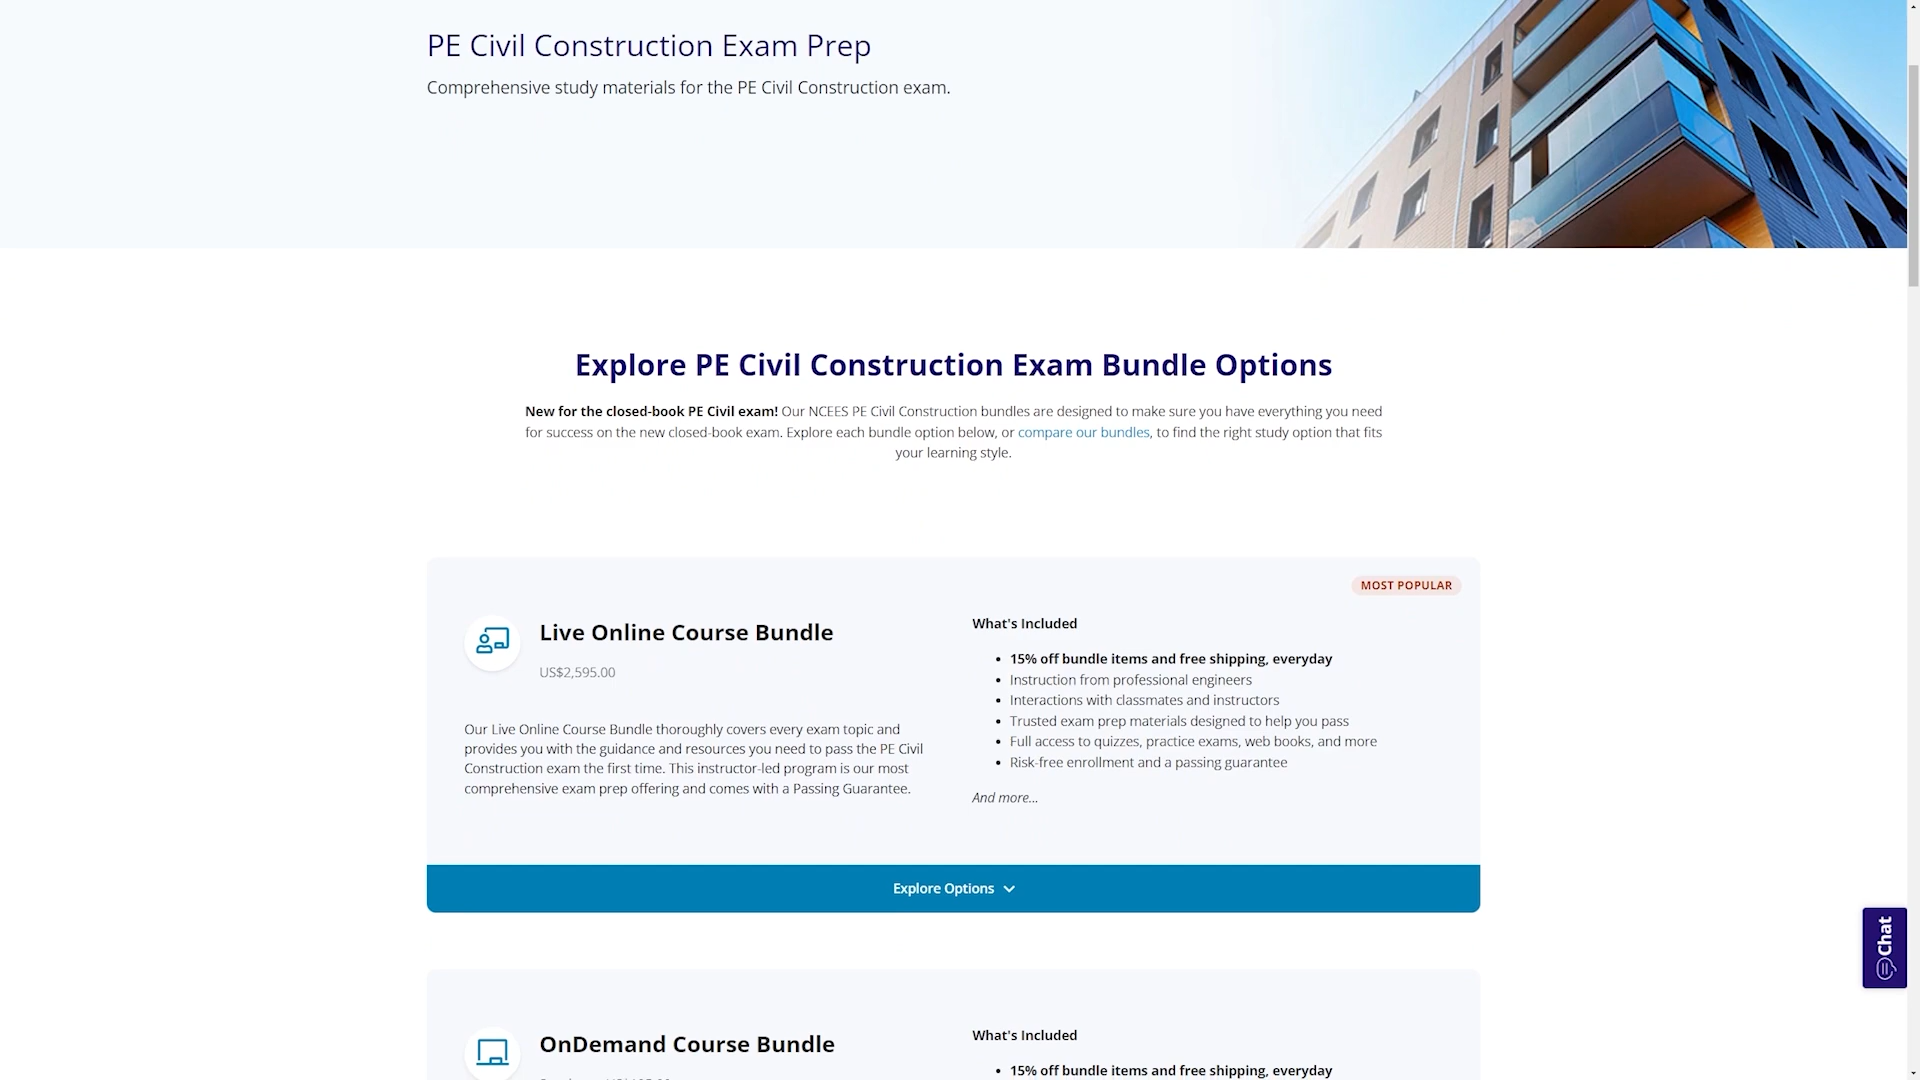 PE Civil Construction Exam Prep
Comprehensive study materials for the PE Civil Construction exam.
Explore PE Civil Construction Exam Bundle Options
New for the closed-book PE Civil exam! Our NCEES PE Civil Construction bundles are designed to make sure you have everything you need
for success on the new closed-book exam. Explore each bundle option below, or compare our bundles, to find the right study option that fits
your learning style.
MOST POPULAR
Live Online Course Bundle
US$2,595.00
Our Live Online Course Bundle thoroughly covers every exam topic and
provides you with the guidance and resources you need to pass the PE Civil
Construction exam the first time. This instructor-led program is our most
comprehensive exam prep offering and comes with a Passing Guarantee.
What's Included
• 15% off bundle items and free shipping, everyday
• Instruction from professional engineers
• Interactions with classmates and instructors
• Trusted exam prep materials designed to help you pass
• Full access to quizzes, practice exams, web books, and more
• Risk-free enrollment and a passing guarantee
And more...
Explore Options
Chat
OnDemand Course Bundle
What's Included
• 15% off bundle items and free shipping, everyday